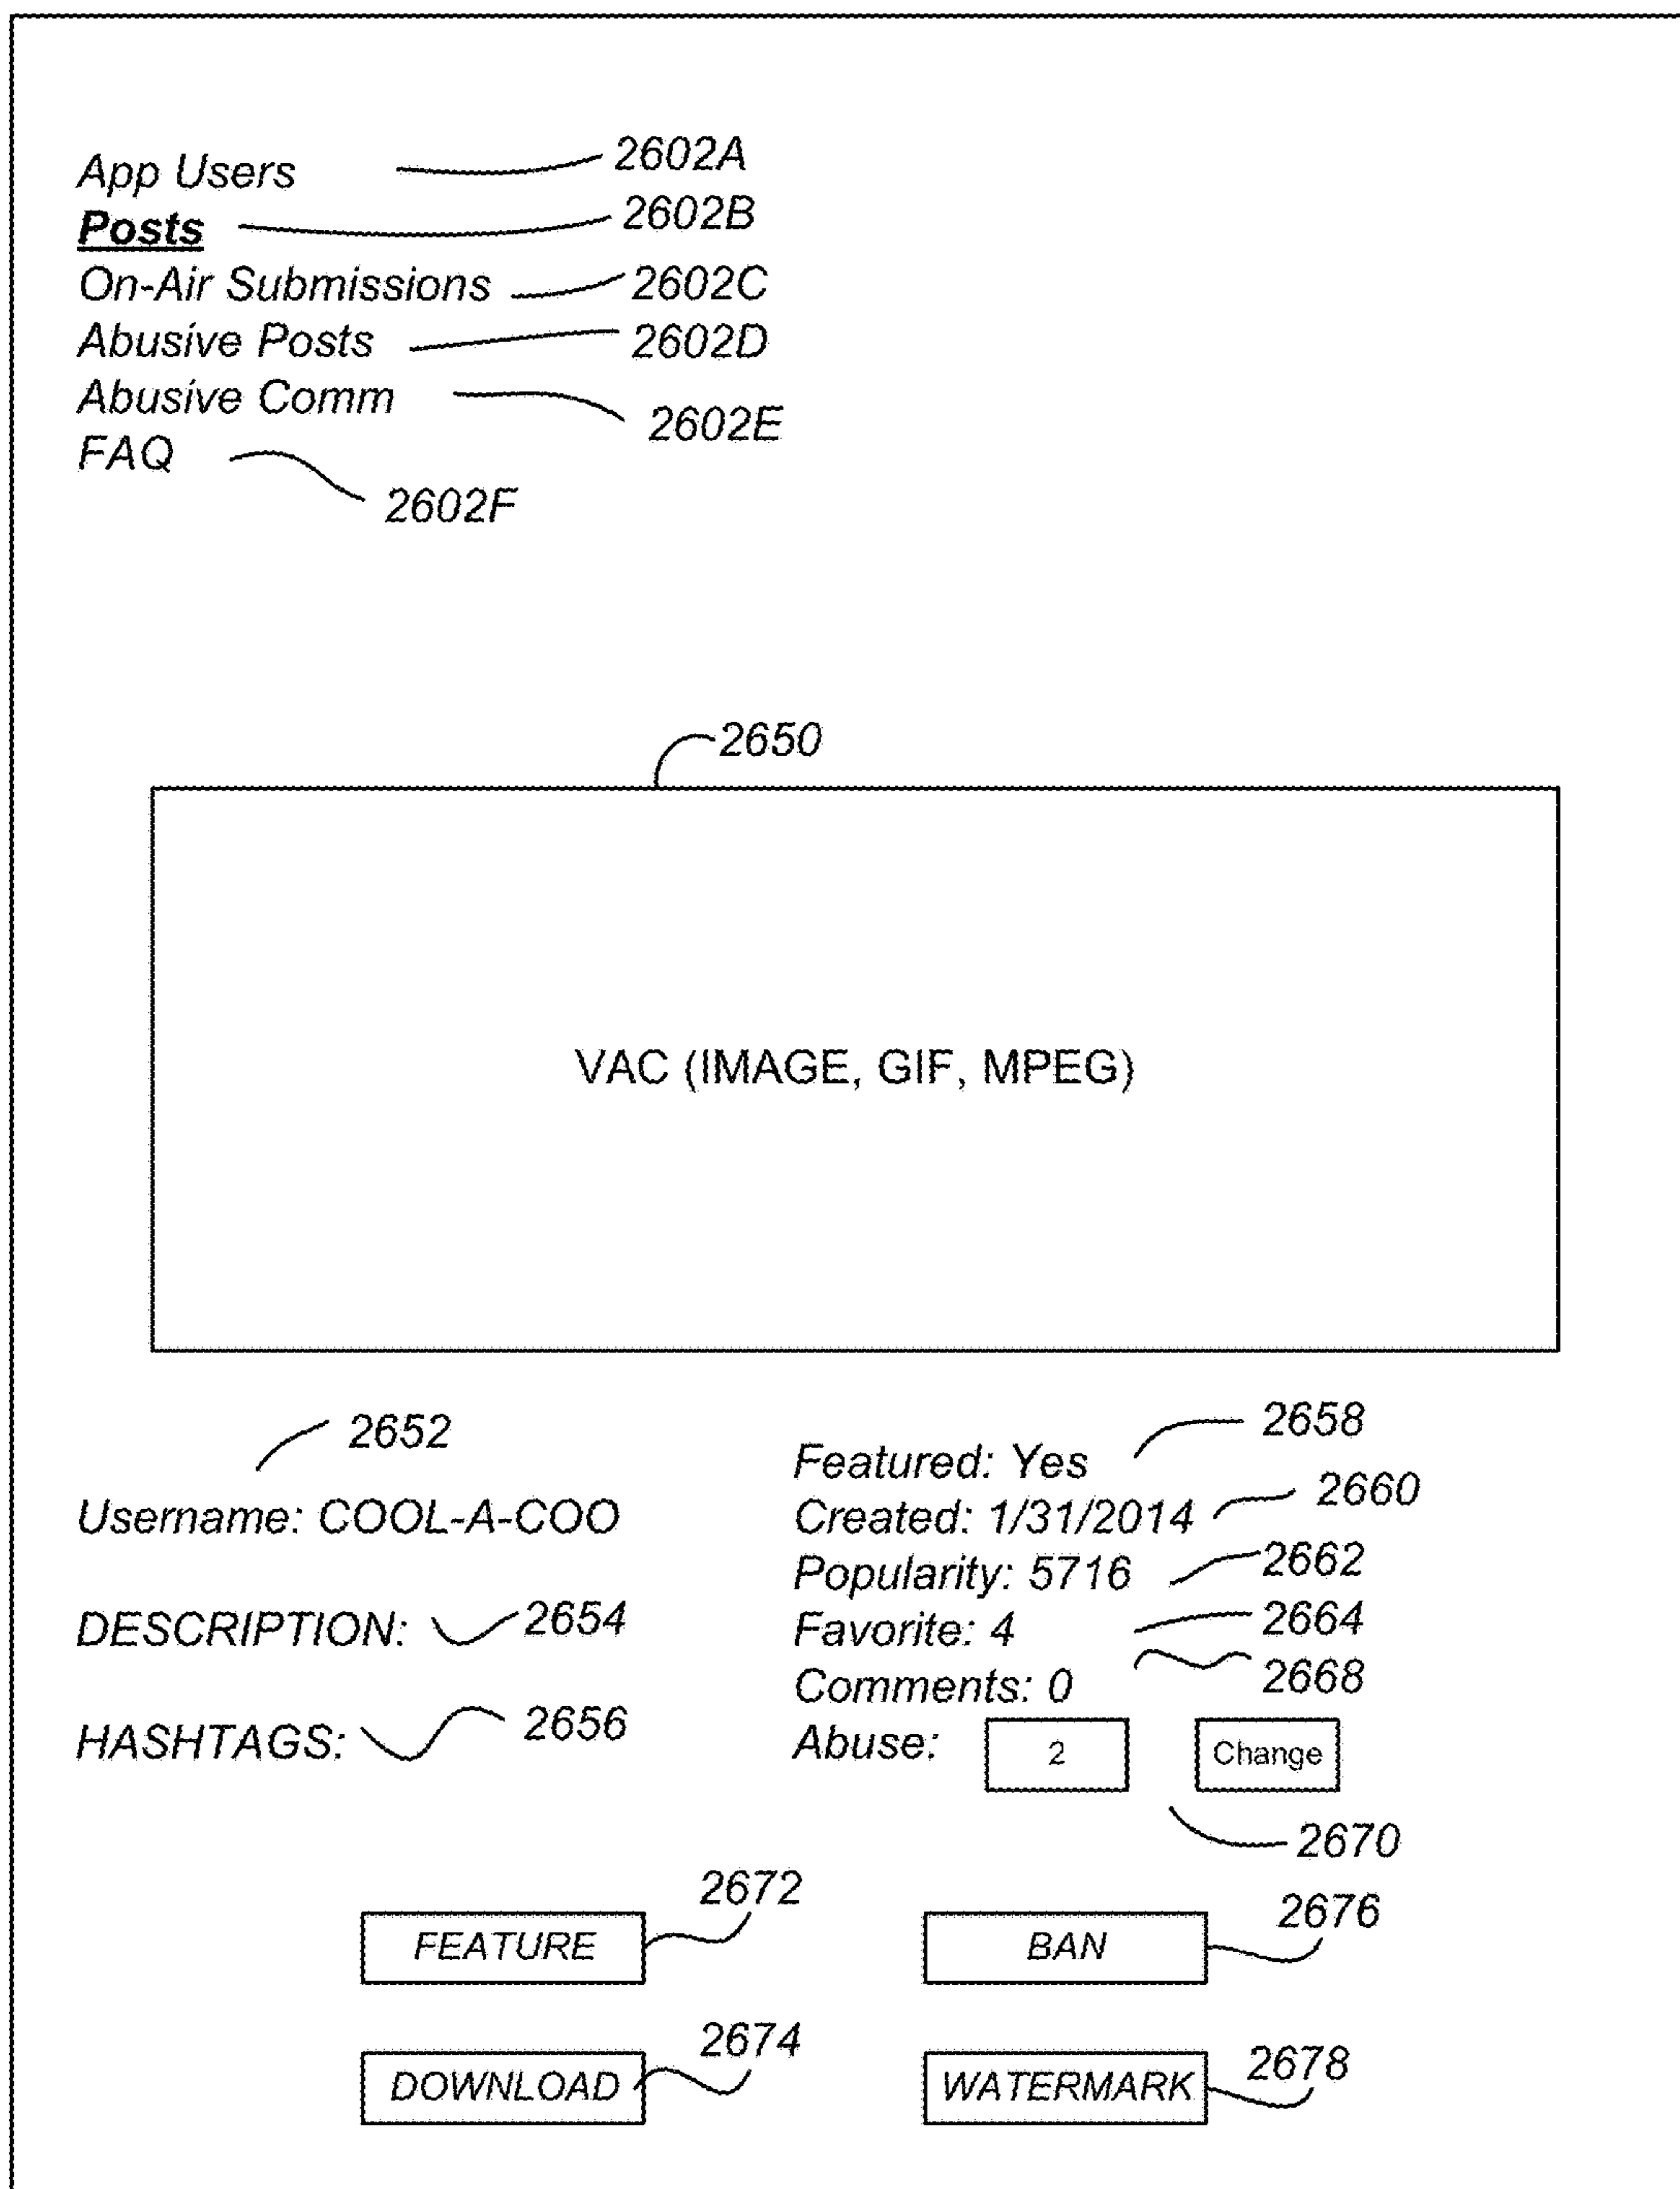 App Users 2602A
Posts 2602B
On-Air Submissions 2602C
Abusive Posts 2602D
Abusive Comm 2602E
FAQ 2602F
2650
VAC (IMAGE, GIF, MPEG)
2652
Username: COOL-A-COO
DESCRIPTION: 2654
HASHTAGS: 2656
Featured: Yes 2658
Created: 1/31/2014 2660
Popularity: 5716 2662
Favorite: 4 2664
Comments: 0 2668
Abuse: 2 Change
2670
FEATURE 2672
BAN 2676
DOWNLOAD 2674
WATERMARK 2678